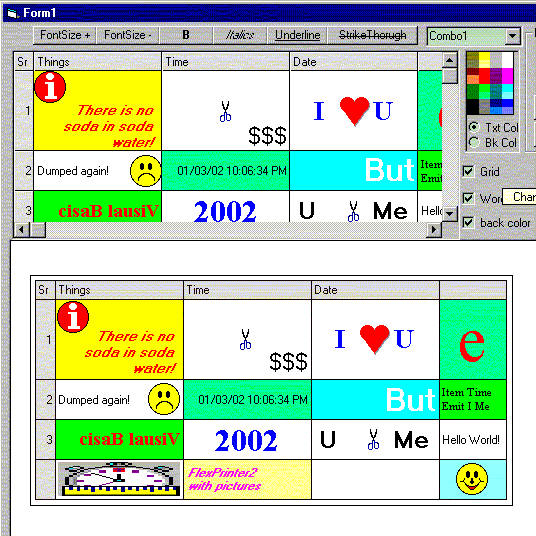 Form1
FontSize + FontSize - B Italics Underline StrikeThorugh Combo1
Sr Things Time Date
1 There is no
soda in soda
water!
$$$
I U
Txt Col
Bk Col
2 Dumped again! 01/03/02 10:06:34 PM But Item
Emit
Grid
3 cisaB lausiV 2002 U Me Hello
Wor Chan
back color
Sr Things Time Date
1 There is no
soda in soda
water!
$$$
I U
e
2 Dumped again! 01/03/02 10:06:34 PM But Item Time
Emit I Me
3 cisaB lausiV 2002 U Me Hello World!
FlexPrinter2
with pictures